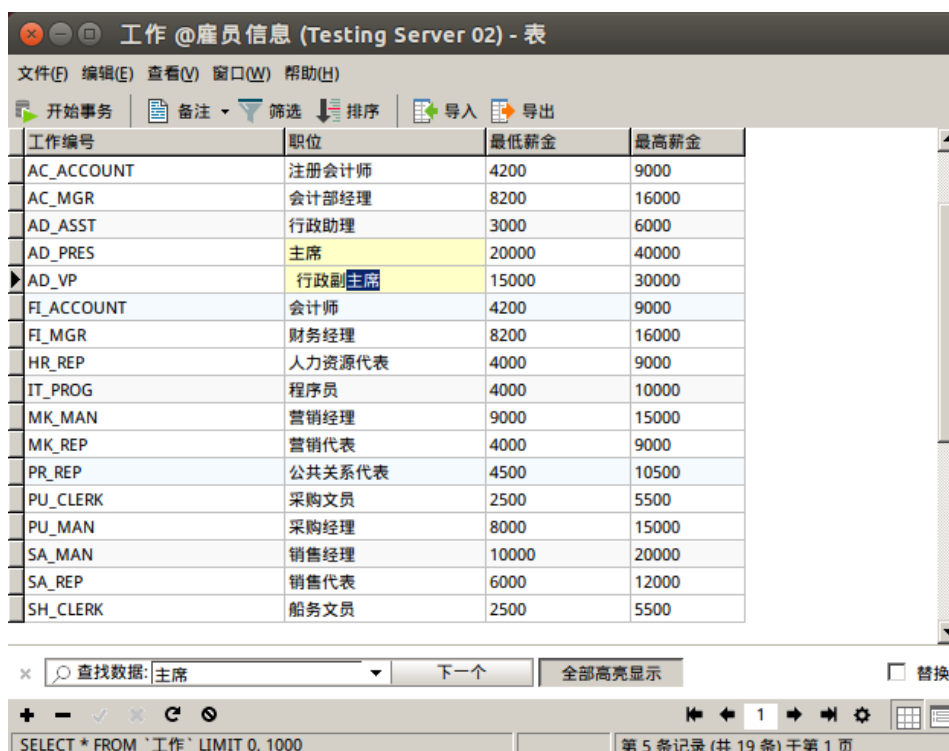 工作 @雇员信息 (Testing Server 02) - 表
文件(F) 编辑(E) 查看(V) 窗口(W) 帮助(H)
开始事务 备注 筛选 排序 导入 导出
工作编号 职位 最低薪金 最高薪金
AC_ACCOUNT 注册会计师 4200 9000
AC_MGR 会计部经理 8200 16000
AD_ASST 行政助理 3000 6000
AD_PRES 主席 20000 40000
AD_VP 行政副主席 15000 30000
FI_ACCOUNT 会计师 4200 9000
FI_MGR 财务经理 8200 16000
HR_REP 人力资源代表 4000 9000
IT_PROG 程序员 4000 10000
MK_MAN 营销经理 9000 15000
MK_REP 营销代表 4000 9000
PR_REP 公共关系代表 4500 10500
PU_CLERK 采购文员 2500 5500
PU_MAN 采购经理 8000 15000
SA_MAN 销售经理 10000 20000
SA_REP 销售代表 6000 12000
SH_CLERK 船务文员 2500 5500
查找数据: 主席 下一个 全部高亮显示 替换
1
SELECT * FROM `工作` LIMIT 0, 1000 第 5 条记录 (共 19 条) 于第 1 页